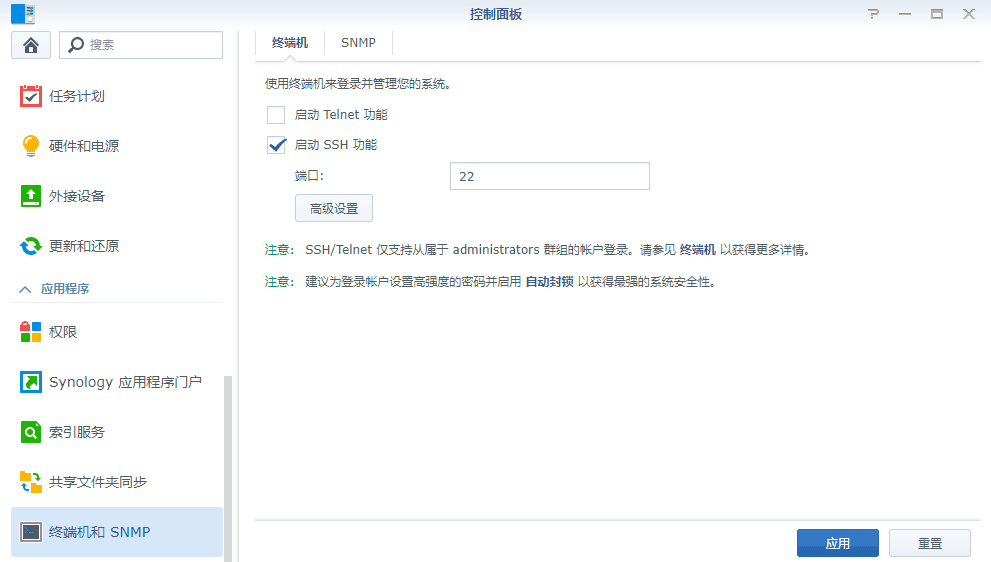 控制面板
搜索
任务计划
硬件和电源
外接设备
更新和还原
应用程序
权限
Synology 应用程序门户
索引服务
共享文件夹同步
终端机和 SNMP
终端机 SNMP
使用终端机来登录并管理您的系统。
启动 Telnet 功能
启动 SSH 功能
端口: 22
高级设置
注意: SSH/Telnet 仅支持从属于 administrators 群组的帐户登录。请参见 终端机 以获得更多详情。
注意: 建议为登录帐户设置高强度的密码并启用 自动封锁 以获得最强的系统安全性。
应用 重置